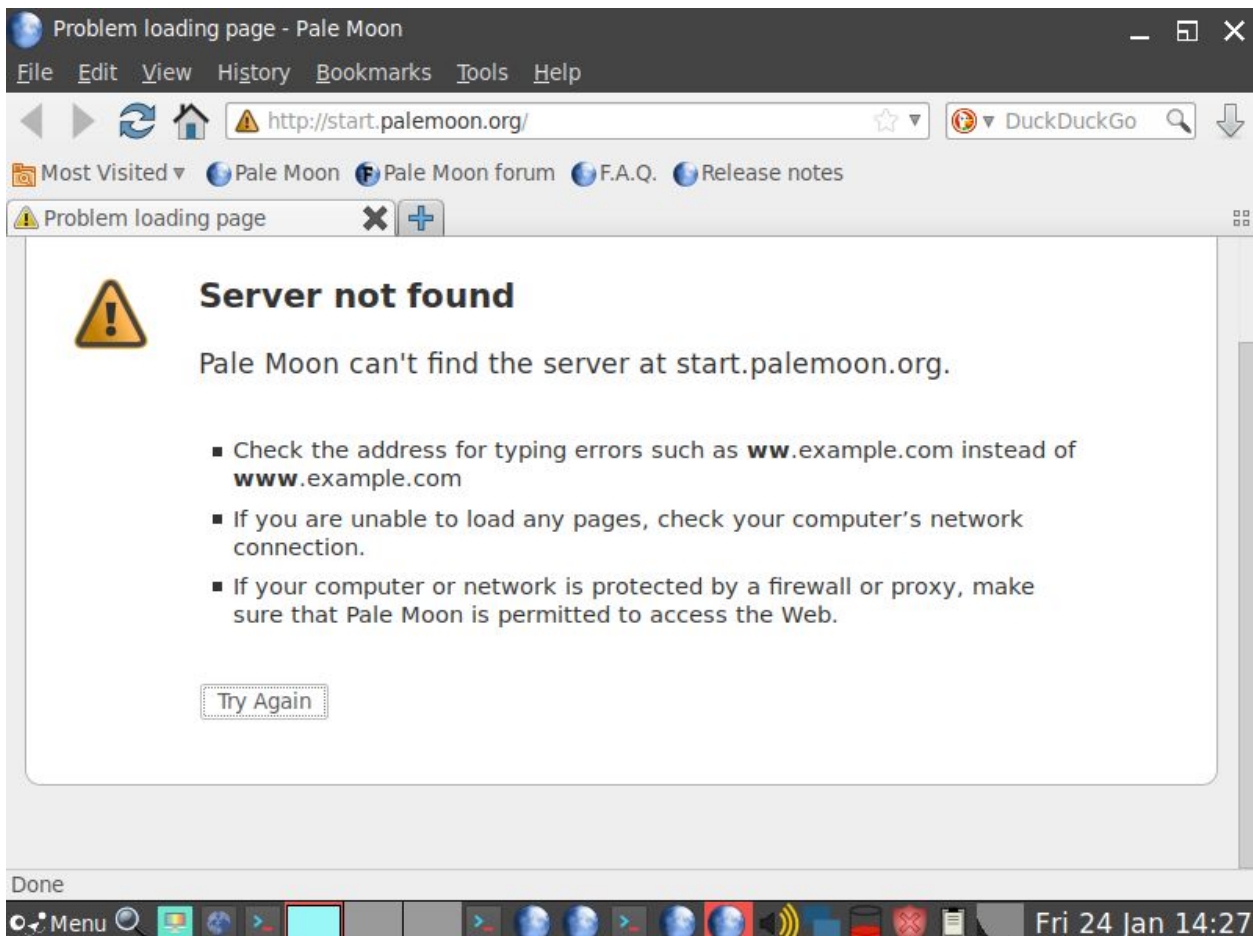 Problem loading page - Pale Moon
File Edit View History Bookmarks Tools Help
http://start.palemoon.org/ DuckDuckGo
Most Visited Pale Moon Pale Moon forum F.A.Q. Release notes
Problem loading page
Server not found
Pale Moon can't find the server at start.palemoon.org.
Check the address for typing errors such as ww.example.com instead of
www.example.com
If you are unable to load any pages, check your computer’s network
connection.
If your computer or network is protected by a firewall or proxy, make
sure that Pale Moon is permitted to access the Web.
Try Again
Done
Menu Fri 24 Jan 14:27